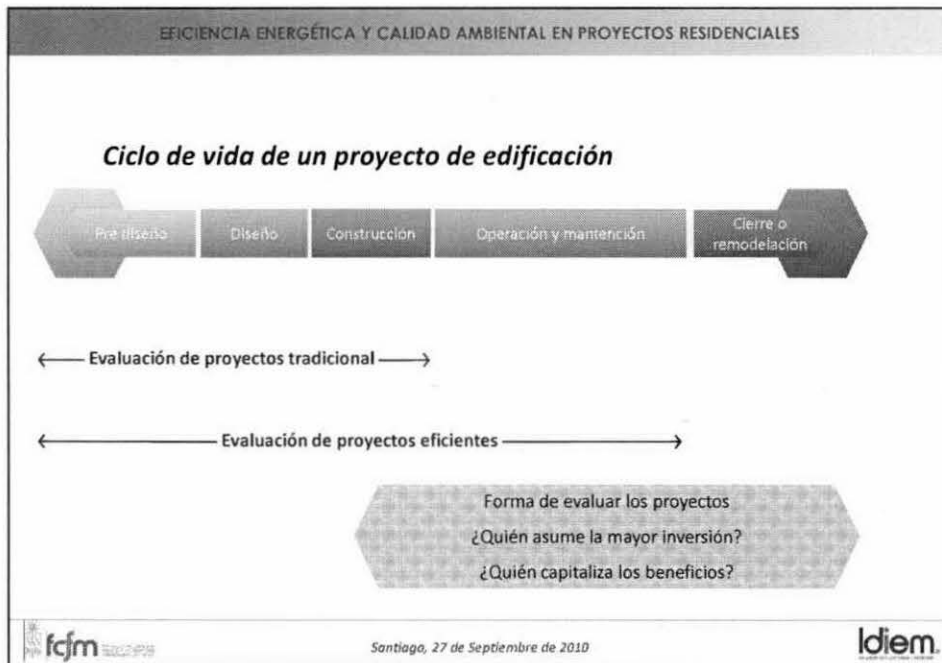 EFICIENCIA ENERGÉTICA Y CALIDAD AMBIENTAL EN PROYECTOS RESIDENCIALES
Ciclo de vida de un proyecto de edificación
Pre diseño
Diseño
Construcción
Operación y mantención
Cierre o
remodelación
Evaluación de proyectos tradicional
Evaluación de proyectos eficientes
Forma de evaluar los proyectos
¿Quién asume la mayor inversión?
¿Quién capitaliza los beneficios?
fcfm
Santiago, 27 de Septiembre de 2010
Idiem